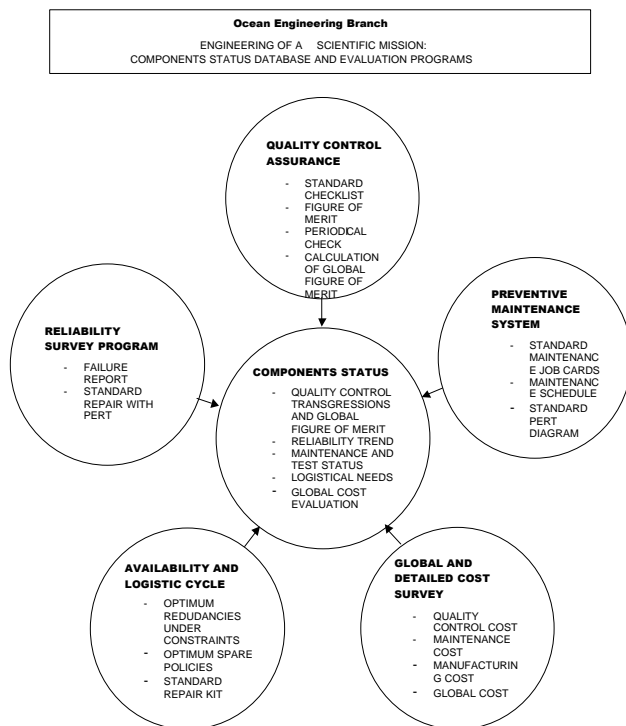 Ocean Engineering Branch
ENGINEERING OF A SCIENTIFIC MISSION:
COMPONENTS STATUS DATABASE AND EVALUATION PROGRAMS
QUALITY CONTROL
ASSURANCE
- STANDARD
CHECKLIST
- FIGURE OF
MERIT
- PERIODICAL
CHECK
- CALCULATION
OF GLOBAL
FIGURE OF
MERIT
RELIABILITY
SURVEY PROGRAM
- FAILURE
REPORT
- STANDARD
REPAIR WITH
PERT
PREVENTIVE
MAINTENANCE
SYSTEM
- STANDARD
MAINTENANC
E JOB CARDS
- MAINTENANC
E SCHEDULE
- STANDARD
PERT
DIAGRAM
COMPONENTS STATUS
- QUALITY CONTROL
TRANSGRESSIONS
AND GLOBAL
FIGURE OF MERIT
- RELIABILITY TREND
- MAINTENANCE AND
TEST STATUS
- LOGISTICAL NEEDS
- GLOBAL COST
EVALUATION
AVAILABILITY AND
LOGISTIC CYCLE
- OPTIMUM
REDUDANCIES
UNDER
CONSTRAINTS
- OPTIMUM SPARE
POLICIES
- STANDARD
REPAIR KIT
GLOBAL AND
DETAILED COST
SURVEY
- QUALITY
CONTROL COST
- MAINTENANCE
COST
- MANUFACTURIN
G COST
- GLOBAL COST